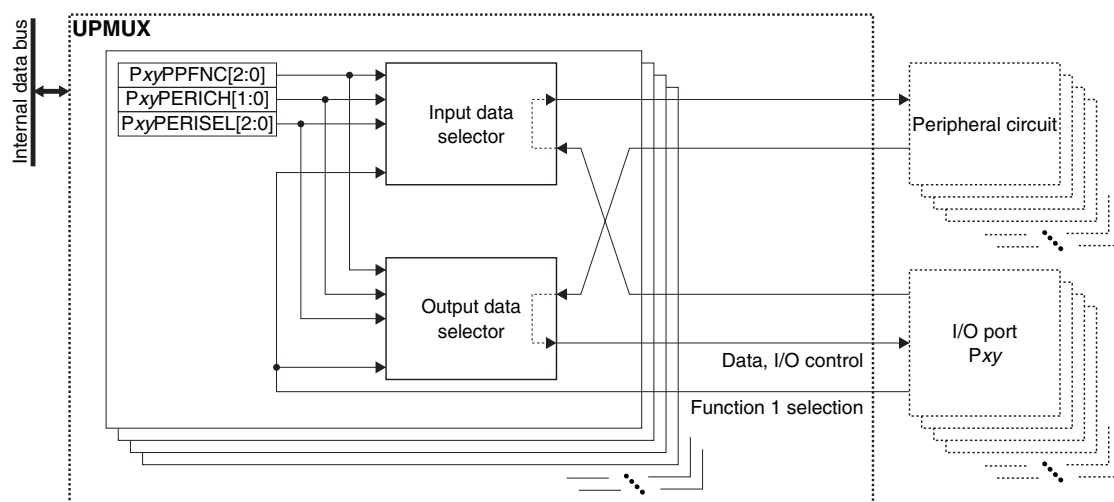 UPMUX
Internal data bus
PxyPPFNC[2:0]
PxyPERICH[1:0]
PxyPERISEL[2:0]
Input data
selector
Peripheral circuit
Output data
selector
I/O port
Pxy
Data, I/O control
Function 1 selection